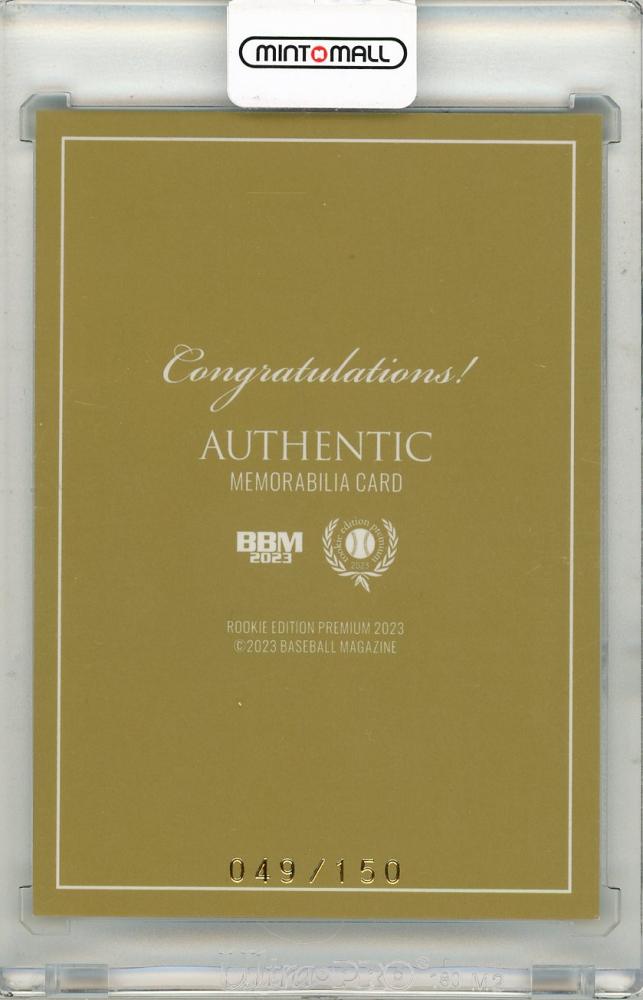 MINTMALL
Congratulations!
AUTHENTIC
MEMORABILIA CARD
BBM
2023
rookie edition premium
2023
ROOKIE EDITION PREMIUM 2023
©2023 BASEBALL MAGAZINE
049/150
Ultra PRO®